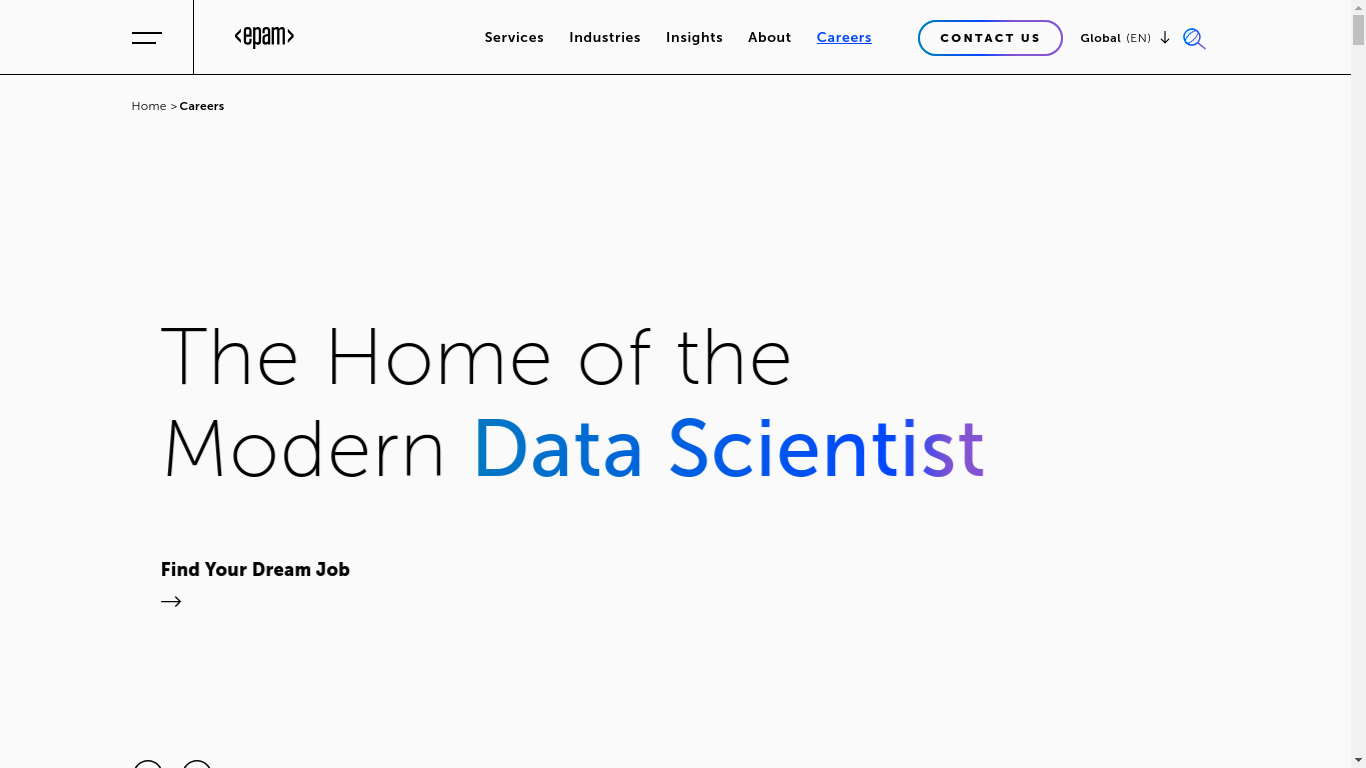 <epam>
Services
Industries
Insights
About
Careers
CONTACT US
Global (EN)
Home > Careers
The Home of the
Modern Data Scientist
Find Your Dream Job